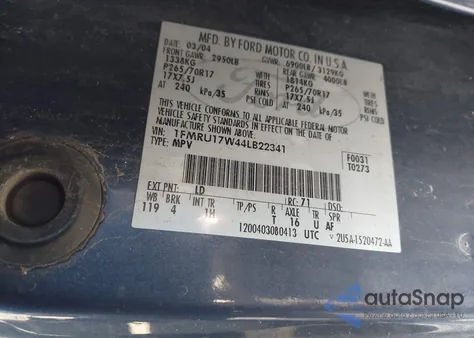 MFD. BY FORD MOTOR CO. IN U.S.A.
DATE: 03/04 GVWR: 6900LB/3129KG
FRONT GAWR: 2950LB REAR GAWR: 4000LB
1338KG 1814KG
P265/70R17 P265/70R17
17X7.5J 17X7.5J
AT 240 kPa/35 PSI COLD AT 240 kPa/35 PSI COLD
THIS VEHICLE CONFORMS TO ALL APPLICABLE FEDERAL MOTOR
VEHICLE SAFETY STANDARDS IN EFFECT ON THE DATE OF
MANUFACTURE SHOWN ABOVE.
VIN: 1FMRU17W44LB22341
TYPE: MPV
F0031
T0273
EXT PNT: LD RC: 71 DSO:
WB BRK INT TR TP/PS R AXLE TR SPR
119 4 1H T 16 U AF
1200403080413 UTC 2U5A-1520472-AA
autoSnap